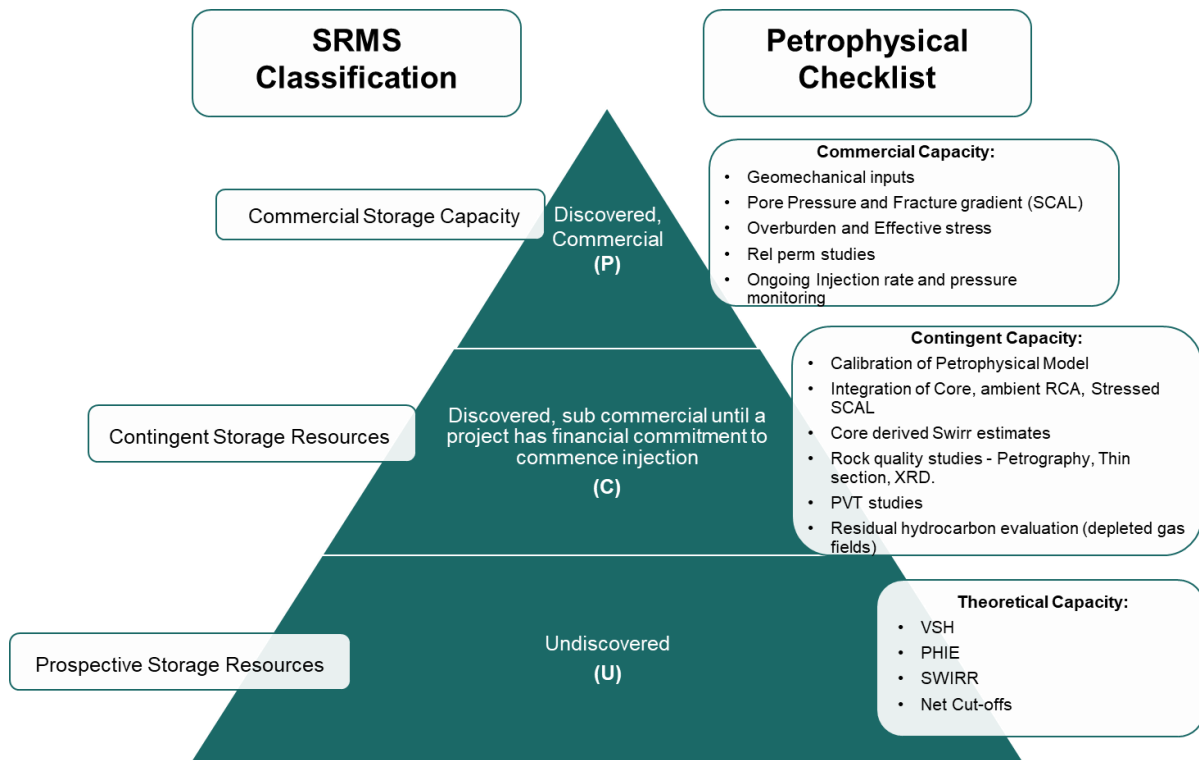 SRMS
Classification
Petrophysical
Checklist
Commercial Storage Capacity
Discovered,
Commercial
(P)
Commercial Capacity:
• Geomechanical inputs
• Pore Pressure and Fracture gradient (SCAL)
• Overburden and Effective stress
• Rel perm studies
• Ongoing Injection rate and pressure
monitoring
Contingent Storage Resources
Discovered, sub commercial until a
project has financial commitment to
commence injection
(C)
Contingent Capacity:
• Calibration of Petrophysical Model
• Integration of Core, ambient RCA, Stressed
SCAL
• Core derived Swirr estimates
• Rock quality studies - Petrography, Thin
section, XRD.
• PVT studies
• Residual hydrocarbon evaluation (depleted gas
fields)
Prospective Storage Resources
Undiscovered
(U)
Theoretical Capacity:
• VSH
• PHIE
• SWIRR
• Net Cut-offs